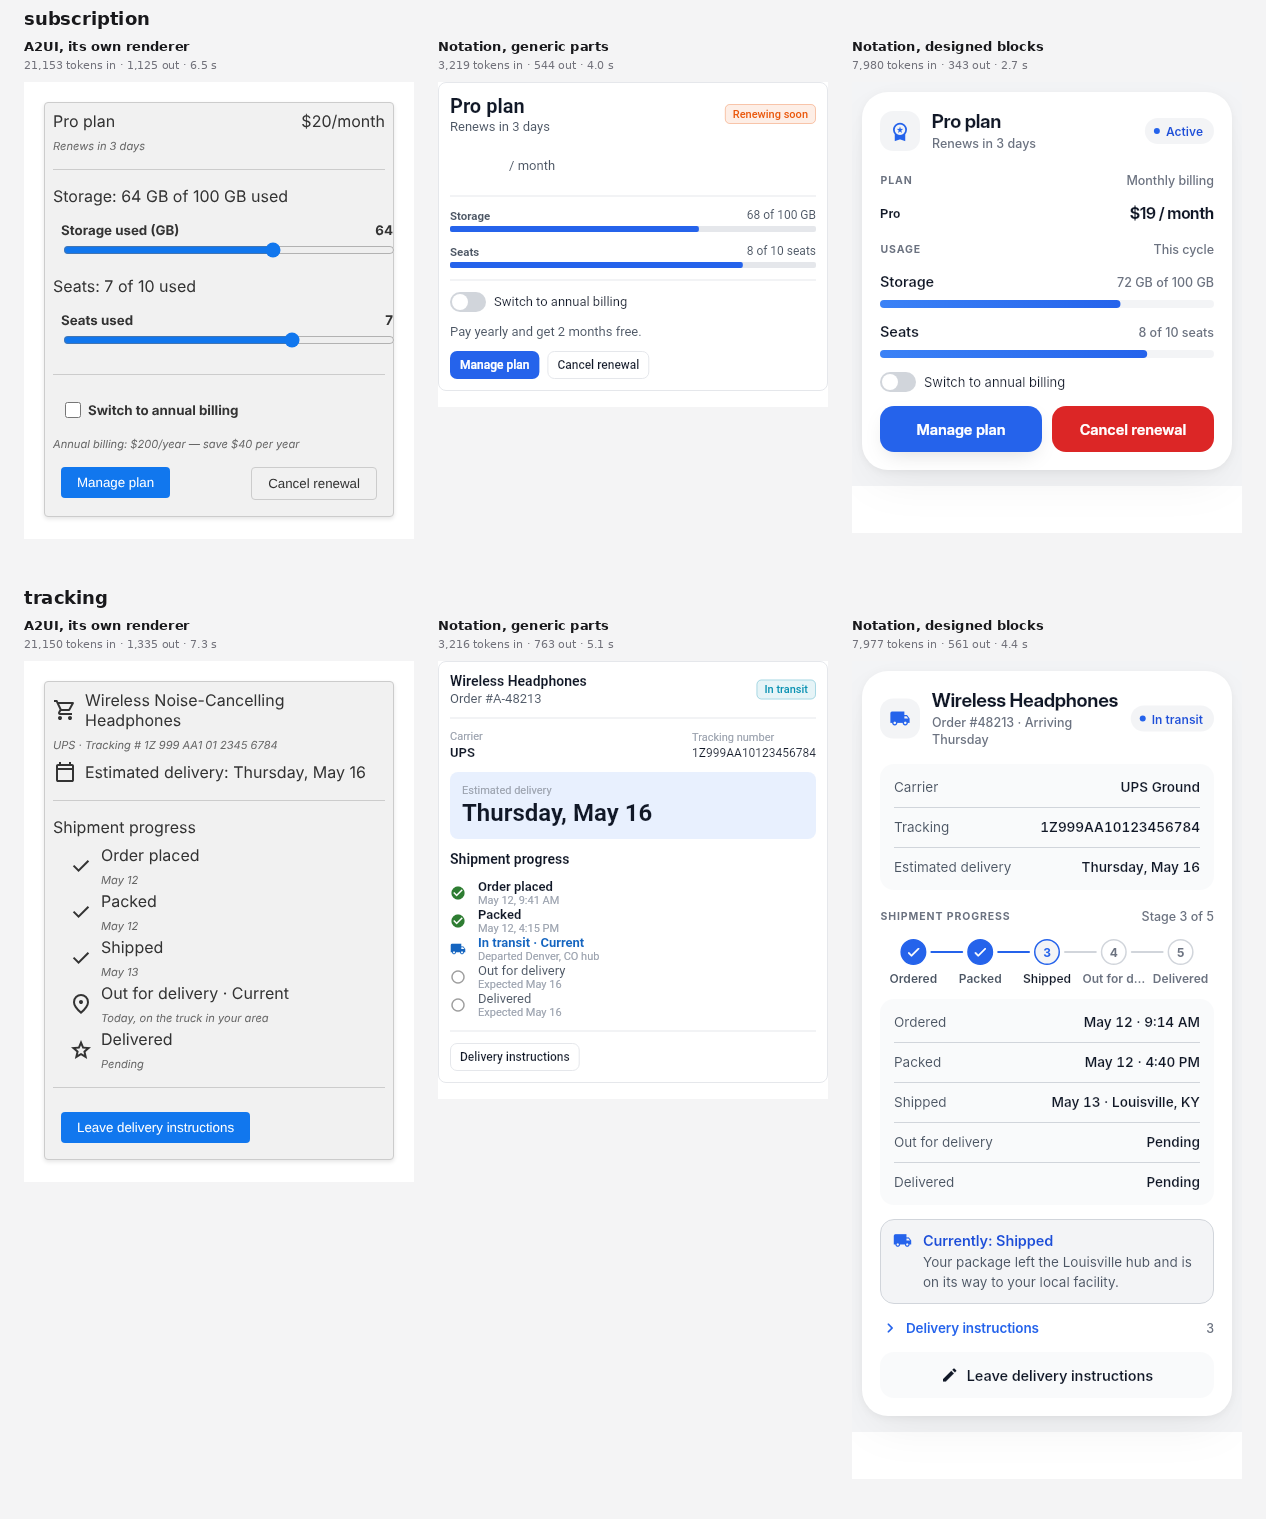 subscription
A2UI, its own renderer
21,153 tokens in · 1,125 out · 6.5 s
Pro plan
$20/month
Renews in 3 days
Storage: 64 GB of 100 GB used
Storage used (GB)
64
Seats: 7 of 10 used
Seats used
7
Switch to annual billing
Annual billing: $200/year — save $40 per year
Manage plan
Cancel renewal
Notation, generic parts
3,219 tokens in · 544 out · 4.0 s
Pro plan
Renewing soon
Renews in 3 days
/ month
Storage
68 of 100 GB
Seats
8 of 10 seats
Switch to annual billing
Pay yearly and get 2 months free.
Manage plan
Cancel renewal
Notation, designed blocks
7,980 tokens in · 343 out · 2.7 s
Pro plan
Renews in 3 days
Active
PLAN
Monthly billing
Pro
$19 / month
USAGE
This cycle
Storage
72 GB of 100 GB
Seats
8 of 10 seats
Switch to annual billing
Manage plan
Cancel renewal
tracking
A2UI, its own renderer
21,150 tokens in · 1,335 out · 7.3 s
Wireless Noise-Cancelling
Headphones
UPS · Tracking # 1Z 999 AA1 01 2345 6784
Estimated delivery: Thursday, May 16
Shipment progress
Order placed
May 12
Packed
May 12
Shipped
May 13
Out for delivery · Current
Today, on the truck in your area
Delivered
Pending
Leave delivery instructions
Notation, generic parts
3,216 tokens in · 763 out · 5.1 s
Wireless Headphones
Order #A-48213
In transit
Carrier
Tracking number
UPS
1Z999AA10123456784
Estimated delivery
Thursday, May 16
Shipment progress
Order placed
May 12, 9:41 AM
Packed
May 12, 4:15 PM
In transit · Current
Departed Denver, CO hub
Out for delivery
Expected May 16
Delivered
Expected May 16
Delivery instructions
Notation, designed blocks
7,977 tokens in · 561 out · 4.4 s
Wireless Headphones
Order #48213 · Arriving
Thursday
In transit
Carrier
UPS Ground
Tracking
1Z999AA10123456784
Estimated delivery
Thursday, May 16
SHIPMENT PROGRESS
Stage 3 of 5
3
4
5
Ordered
Packed
Shipped
Out for d...
Delivered
Ordered
May 12 · 9:14 AM
Packed
May 12 · 4:40 PM
Shipped
May 13 · Louisville, KY
Out for delivery
Pending
Delivered
Pending
Currently: Shipped
Your package left the Louisville hub and is
on its way to your local facility.
Delivery instructions
3
Leave delivery instructions